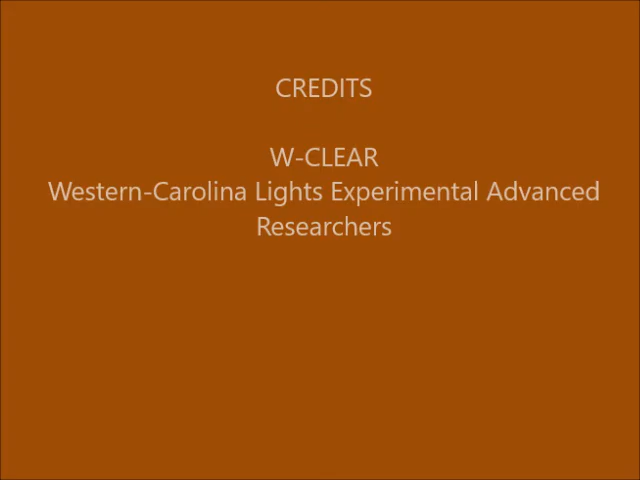 CREDITS
W-CLEAR
Western-Carolina Lights Experimental Advanced
Researchers